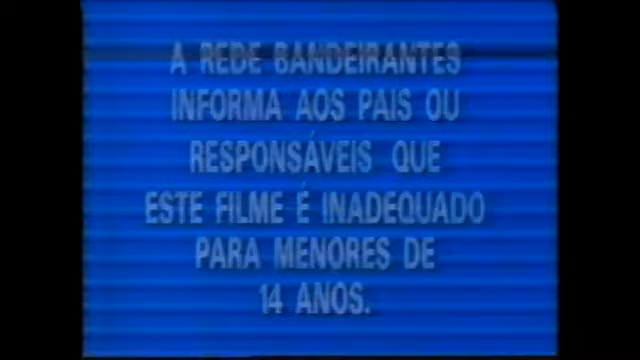 A REDE BANDEIRANTES
INFORMA AOS PAIS OU
RESPONSÁVEIS QUE
ESTE FILME É INADEQUADO
PARA MENORES DE
14 ANOS.